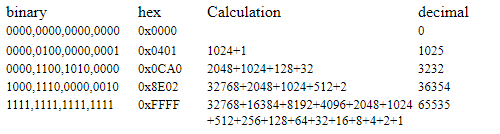 binary hex Calculation decimal
0000,0000,0000,0000 0x0000 0
0000,0100,0000,0001 0x0401 1024+1 1025
0000,1100,1010,0000 0x0CA0 2048+1024+128+32 3232
1000,1110,0000,0010 0x8E02 32768+2048+1024+512+2 36354
1111,1111,1111,1111 0xFFFF 32768+16384+8192+4096+2048+1024 65535
+512+256+128+64+32+16+8+4+2+1